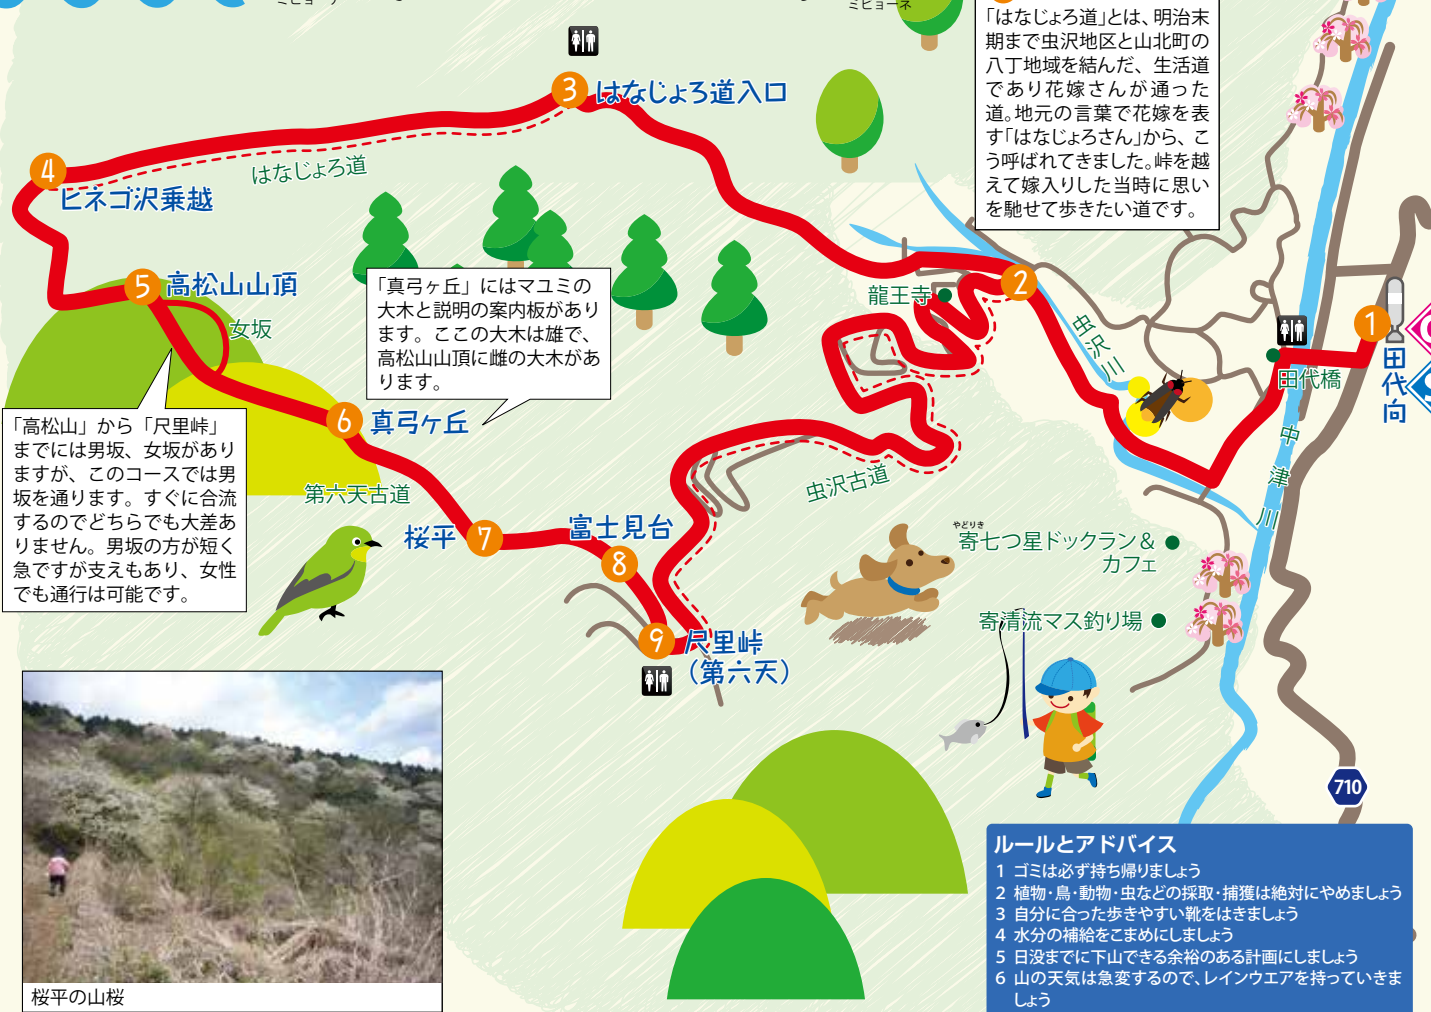 ミビョーネ
「はなじょろ道」とは、明治末
期まで虫沢地区と山北町の
八丁地域を結んだ、生活道
であり花嫁さんが通った
道。地元の言葉で花嫁を表
す「はなじょろさん」から、こ
う呼ばれてきました。峠を越
えて嫁入りした当時に思い
を馳せて歩きたい道です。
3 はなじょろ道入口
はなじょろ道
4
ヒネゴ沢乗越
5 高松山山頂
女坂
「真弓ヶ丘」にはマユミの
大木と説明の案内板があり
ます。ここの大木は雄で、
高松山山頂に雌の大木があ
ります。
龍王寺
2
虫沢川
1
田代向
田代橋
中津川
「高松山」から「尺里峠」
までには男坂、女坂があり
ますが、このコースでは男
坂を通ります。すぐに合流
するのでどちらでも大差あ
りません。男坂の方が短く
急ですが支えもあり、女性
でも通行は可能です。
6 真弓ヶ丘
第六天古道
虫沢古道
桜平 7
富士見台
8
9 尺里峠
(第六天)
やどりき
寄七つ星ドックラン&
カフェ
寄清流マス釣り場
710
桜平の山桜
ルールとアドバイス
1 ゴミは必ず持ち帰りましょう
2 植物・鳥・動物・虫などの採取・捕獲は絶対にやめましょう
3 自分に合った歩きやすい靴をはきましょう
4 水分の補給をこまめにしましょう
5 日没までに下山できる余裕のある計画にしましょう
6 山の天気は急変するので、レインウエアを持っていきま
しょう